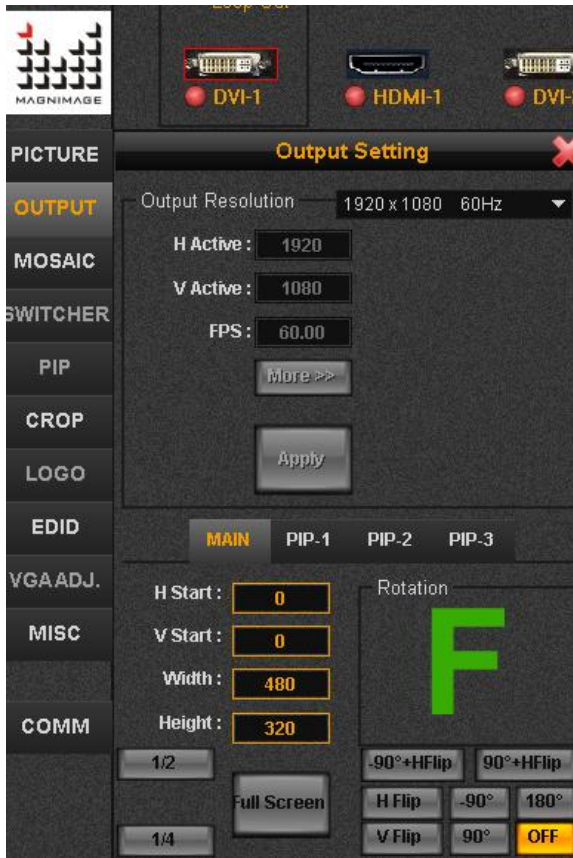 Loop Out
MAGNIMAGE
DVI-1
HDMI-1
DVI-
PICTURE
OUTPUT
MOSAIC
SWITCHER
PIP
CROP
LOGO
EDID
VGA ADJ.
MISC
COMM
Output Setting
Output Resolution
1920 x 1080 60Hz
H Active : 1920
V Active : 1080
FPS : 60.00
More >>
Apply
MAIN PIP-1 PIP-2 PIP-3
H Start : 0
V Start : 0
Width : 480
Height : 320
1/2
Full Screen
1/4
Rotation
F
-90°+HFlip 90°+HFlip
H Flip -90° 180°
V Flip 90° OFF